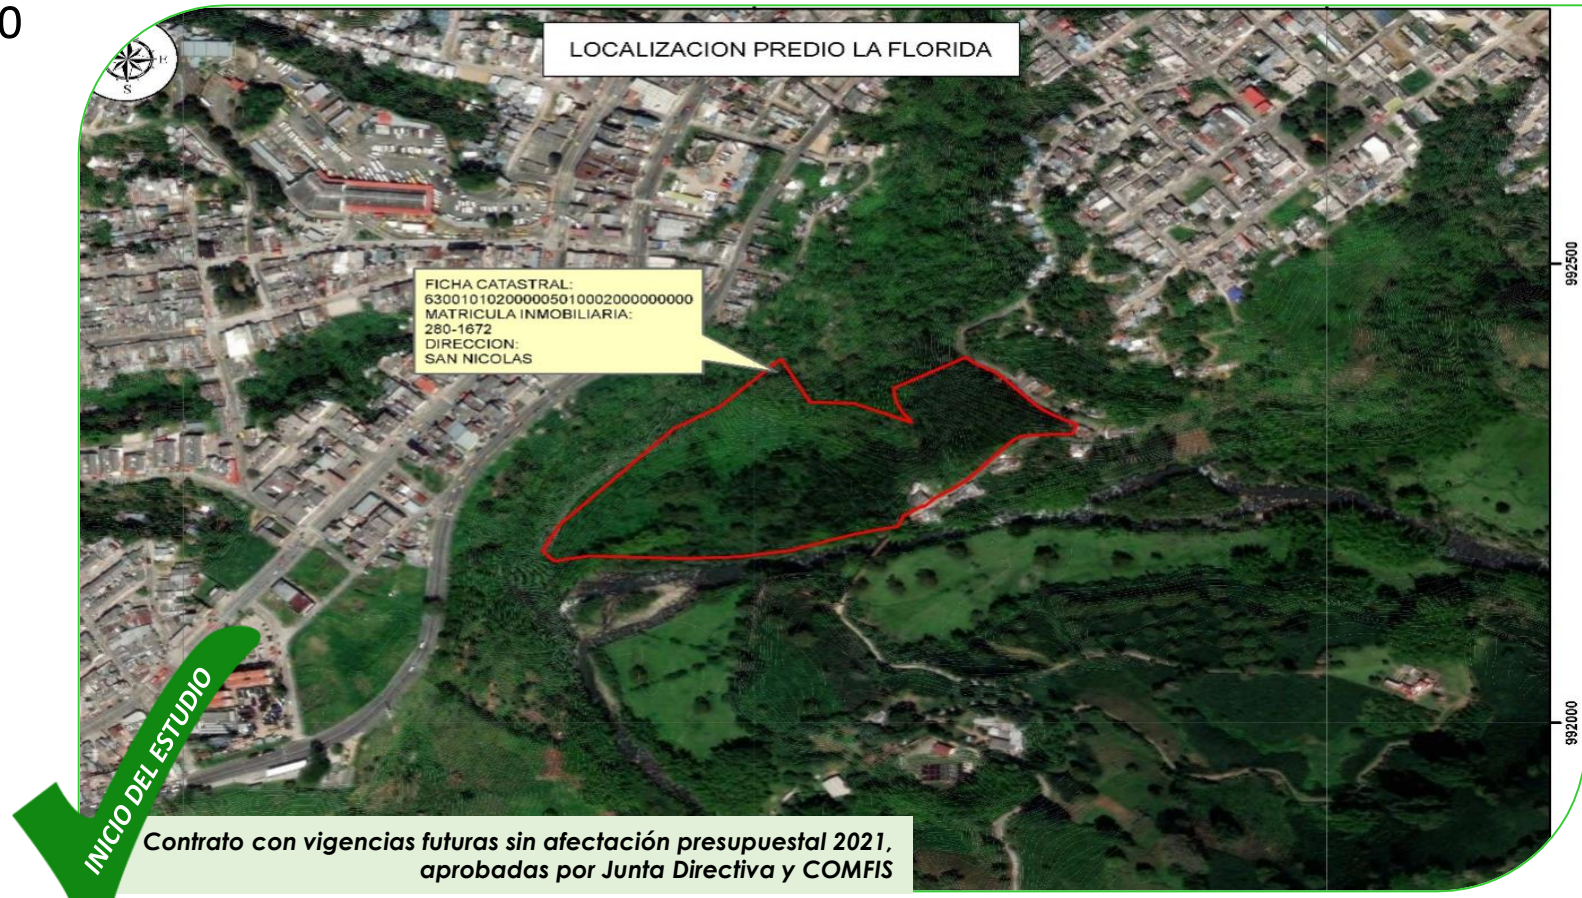 0
E
S
LOCALIZACION PREDIO LA FLORIDA
FICHA CATASTRAL:
630010102000005010002000000000
MATRICULA INMOBILIARIA:
280-1672
DIRECCION:
SAN NICOLAS
992500
992000
INICIO DEL ESTUDIO
Contrato con vigencias futuras sin afectación presupuestal 2021,
aprobadas por Junta Directiva y COMFIS